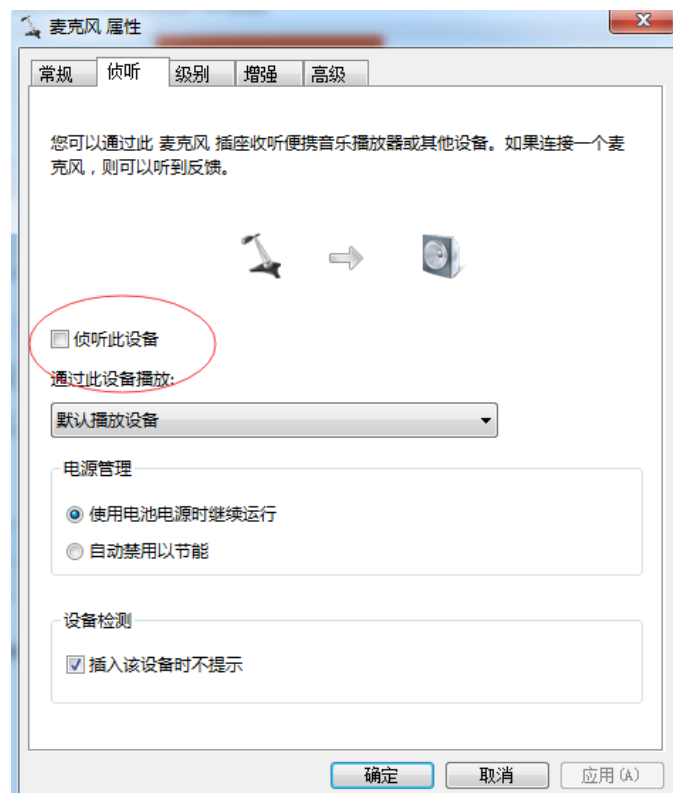 麦克风 属性
常规 侦听 级别 增强 高级
您可以通过此 麦克风 插座收听便携音乐播放器或其他设备。如果连接一个麦
克风，则可以听到反馈。
侦听此设备
通过此设备播放:
默认播放设备
电源管理
使用电池电源时继续运行
自动禁用以节能
设备检测
插入该设备时不提示
确定 取消 应用(A)